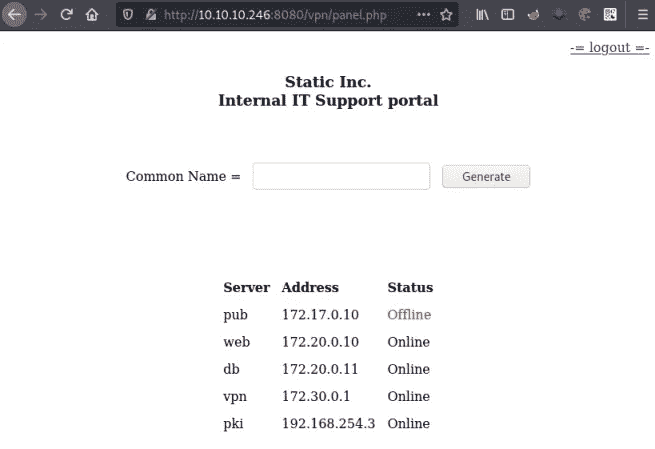 http://10.10.10.246:8080/vpn/panel.php
-= logout =-
Static Inc.
Internal IT Support portal
Common Name =
Generate
Server Address Status
pub 172.17.0.10 Offline
web 172.20.0.10 Online
db 172.20.0.11 Online
vpn 172.30.0.1 Online
pki 192.168.254.3 Online